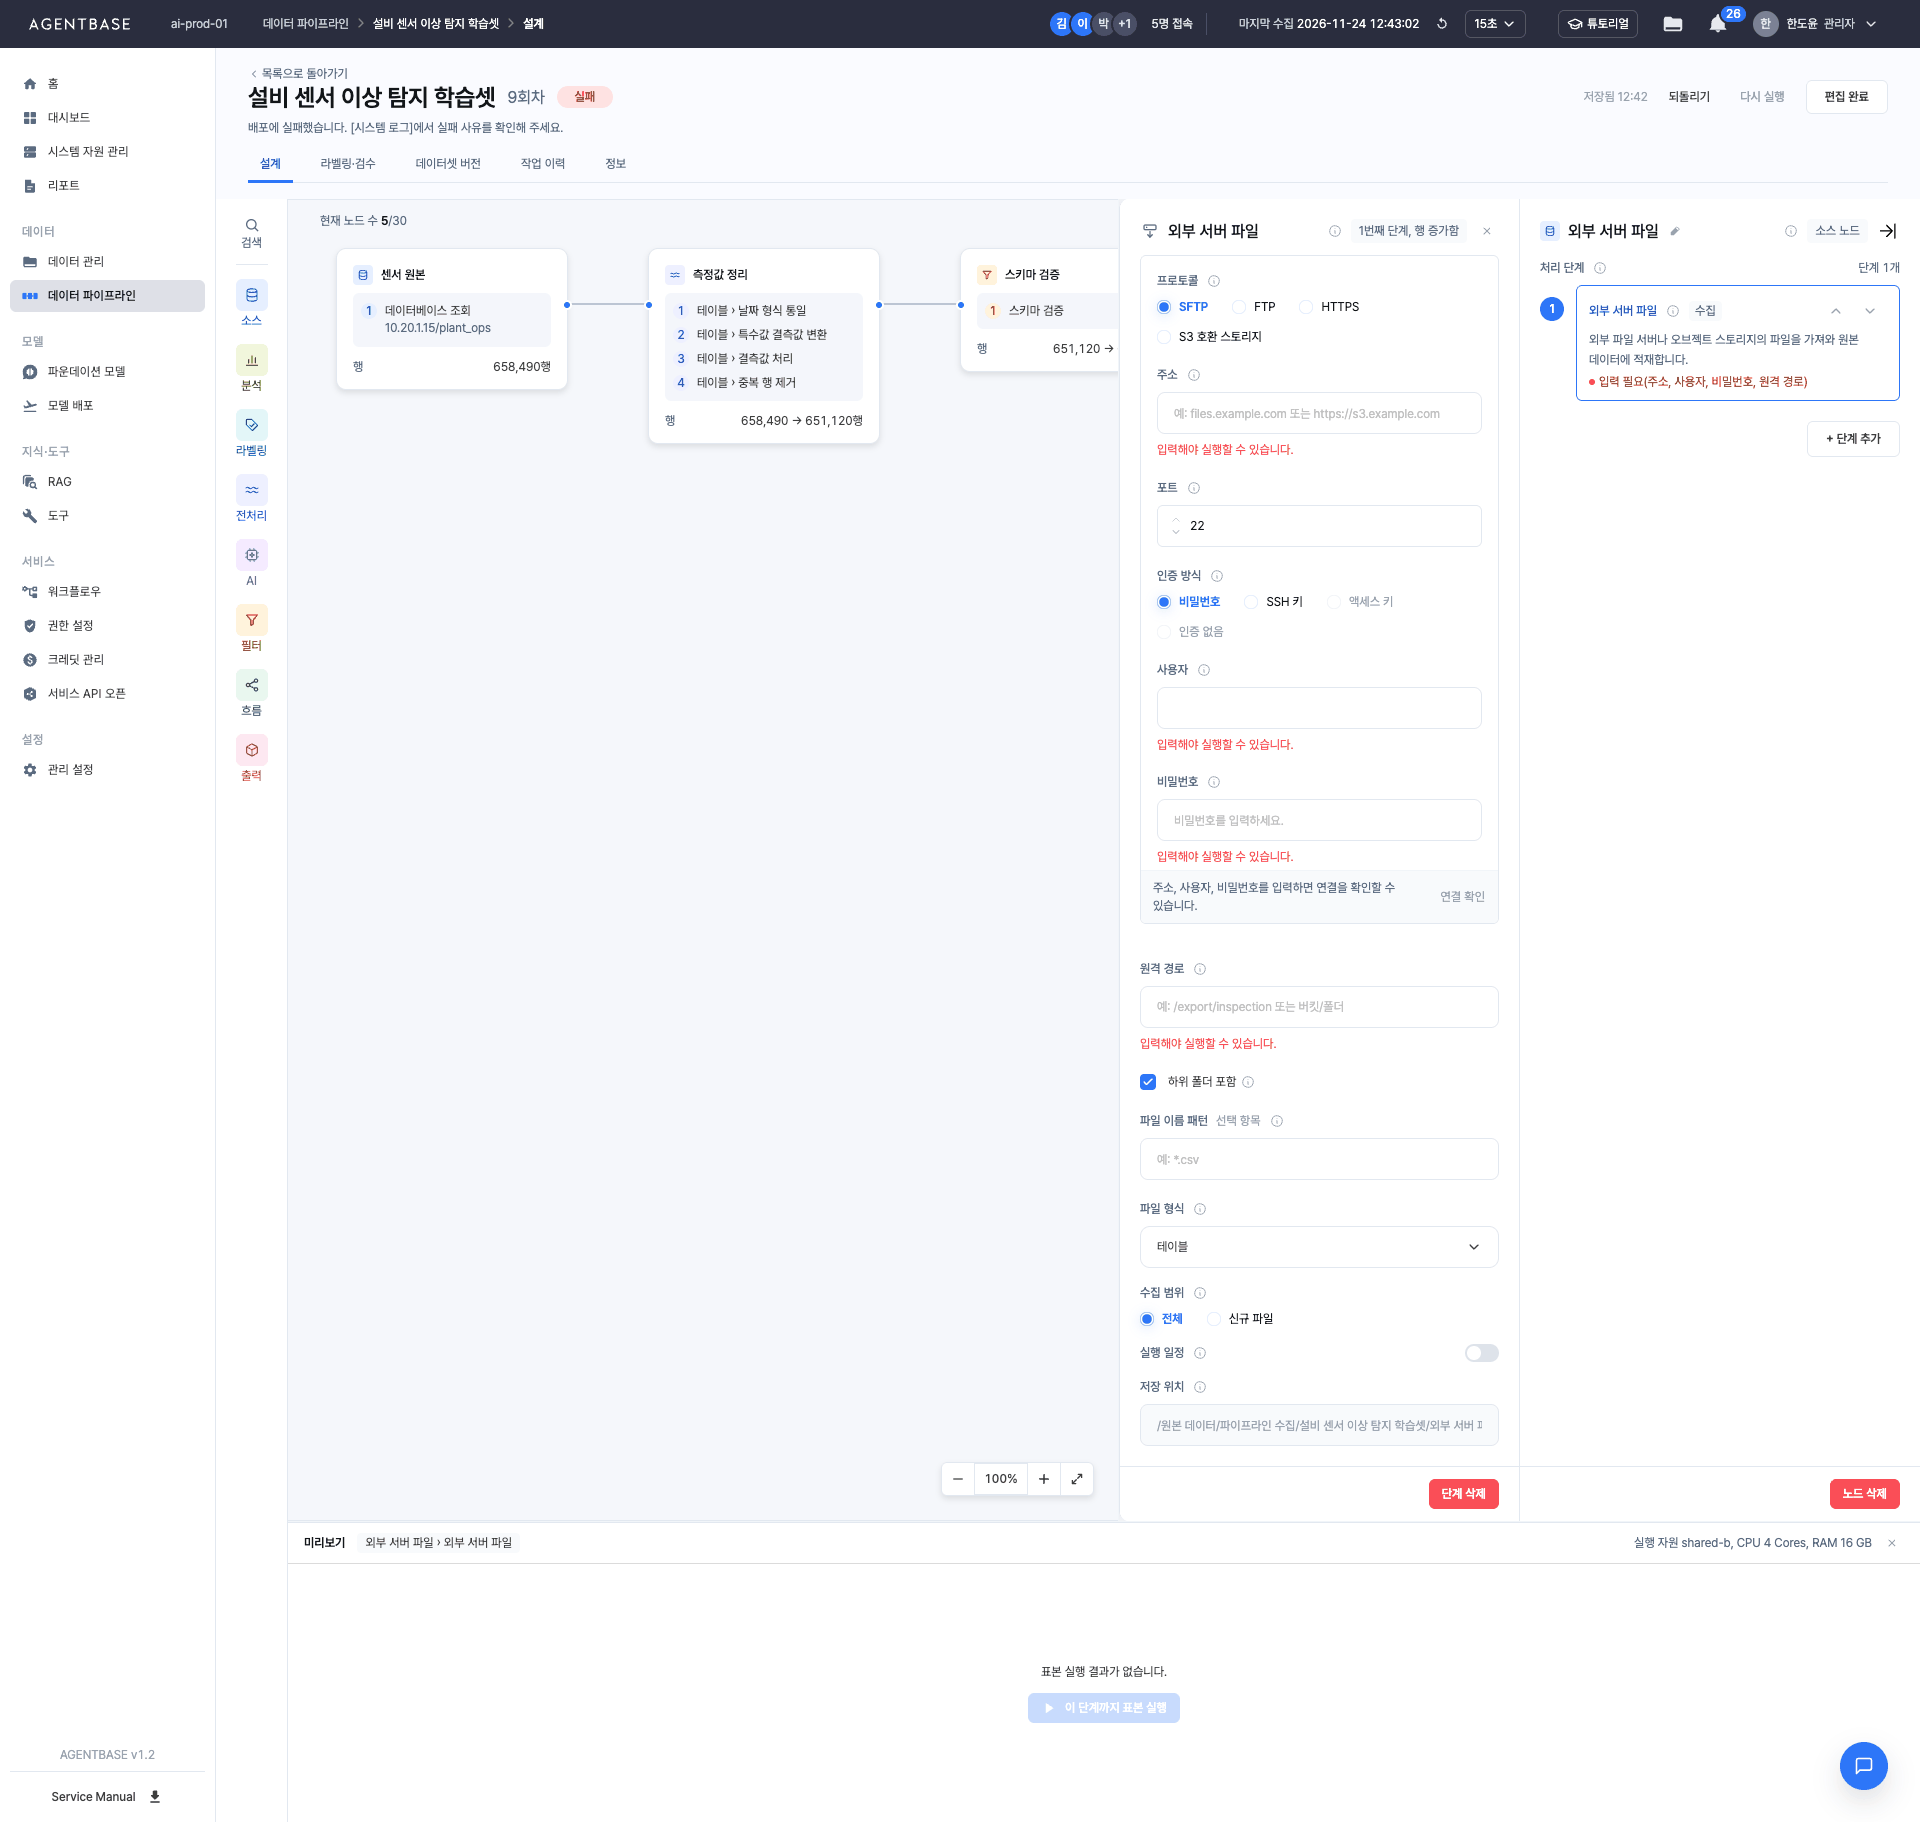 AGENTBASE
ai-prod-01
데이터 파이프라인 > 설비 센서 이상 탐지 학습셋 > 설계
김 이 박 +1 5명 접속
마지막 수집 2026-11-24 12:43:02
15초
튜토리얼
26
한 한도윤 관리자
홈
대시보드
시스템 자원 관리
리포트
데이터
데이터 관리
데이터 파이프라인
모델
파운데이션 모델
모델 배포
지식·도구
RAG
도구
서비스
워크플로우
권한 설정
크레딧 관리
서비스 API 오픈
설정
관리 설정
AGENTBASE v1.2
Service Manual
목록으로 돌아가기
설비 센서 이상 탐지 학습셋 9회차 실패
배포에 실패했습니다. [시스템 로그]에서 실패 사유를 확인해 주세요.
저장됨 12:42 되돌리기 다시 실행 편집 완료
설계 라벨링·검수 데이터셋 버전 작업 이력 정보
검색
소스
분석
라벨링
전처리
AI
필터
흐름
출력
현재 노드 수 5/30
센서 원본
1 데이터베이스 조회
10.20.1.15/plant_ops
행 658,490행
측정값 정리
1 테이블 › 날짜 형식 통일
2 테이블 › 특수값 결측값 변환
3 테이블 › 결측값 처리
4 테이블 › 중복 행 제거
행 658,490 → 651,120행
스키마 검증
1 스키마 검증
행 651,120 →
100%
외부 서버 파일 1번째 단계, 행 증가함
프로토콜
SFTP FTP HTTPS
S3 호환 스토리지
주소
예: files.example.com 또는 https://s3.example.com
입력해야 실행할 수 있습니다.
포트
22
인증 방식
비밀번호 SSH 키 액세스 키
인증 없음
사용자
입력해야 실행할 수 있습니다.
비밀번호
비밀번호를 입력하세요.
입력해야 실행할 수 있습니다.
주소, 사용자, 비밀번호를 입력하면 연결을 확인할 수
있습니다.
연결 확인
원격 경로
예: /export/inspection 또는 버킷/폴더
입력해야 실행할 수 있습니다.
하위 폴더 포함
파일 이름 패턴 선택 항목
예: *.csv
파일 형식
테이블
수집 범위
전체 신규 파일
실행 일정
저장 위치
/원본 데이터/파이프라인 수집/설비 센서 이상 탐지 학습셋/외부 서버
단계 삭제
외부 서버 파일 소스 노드
처리 단계 단계 1개
1 외부 서버 파일 수집
외부 파일 서버나 오브젝트 스토리지의 파일을 가져와 원본
데이터에 적재합니다.
입력 필요(주소, 사용자, 비밀번호, 원격 경로)
+ 단계 추가
노드 삭제
미리보기 외부 서버 파일 › 외부 서버 파일
실행 자원 shared-b, CPU 4 Cores, RAM 16 GB
표본 실행 결과가 없습니다.
이 단계까지 표본 실행